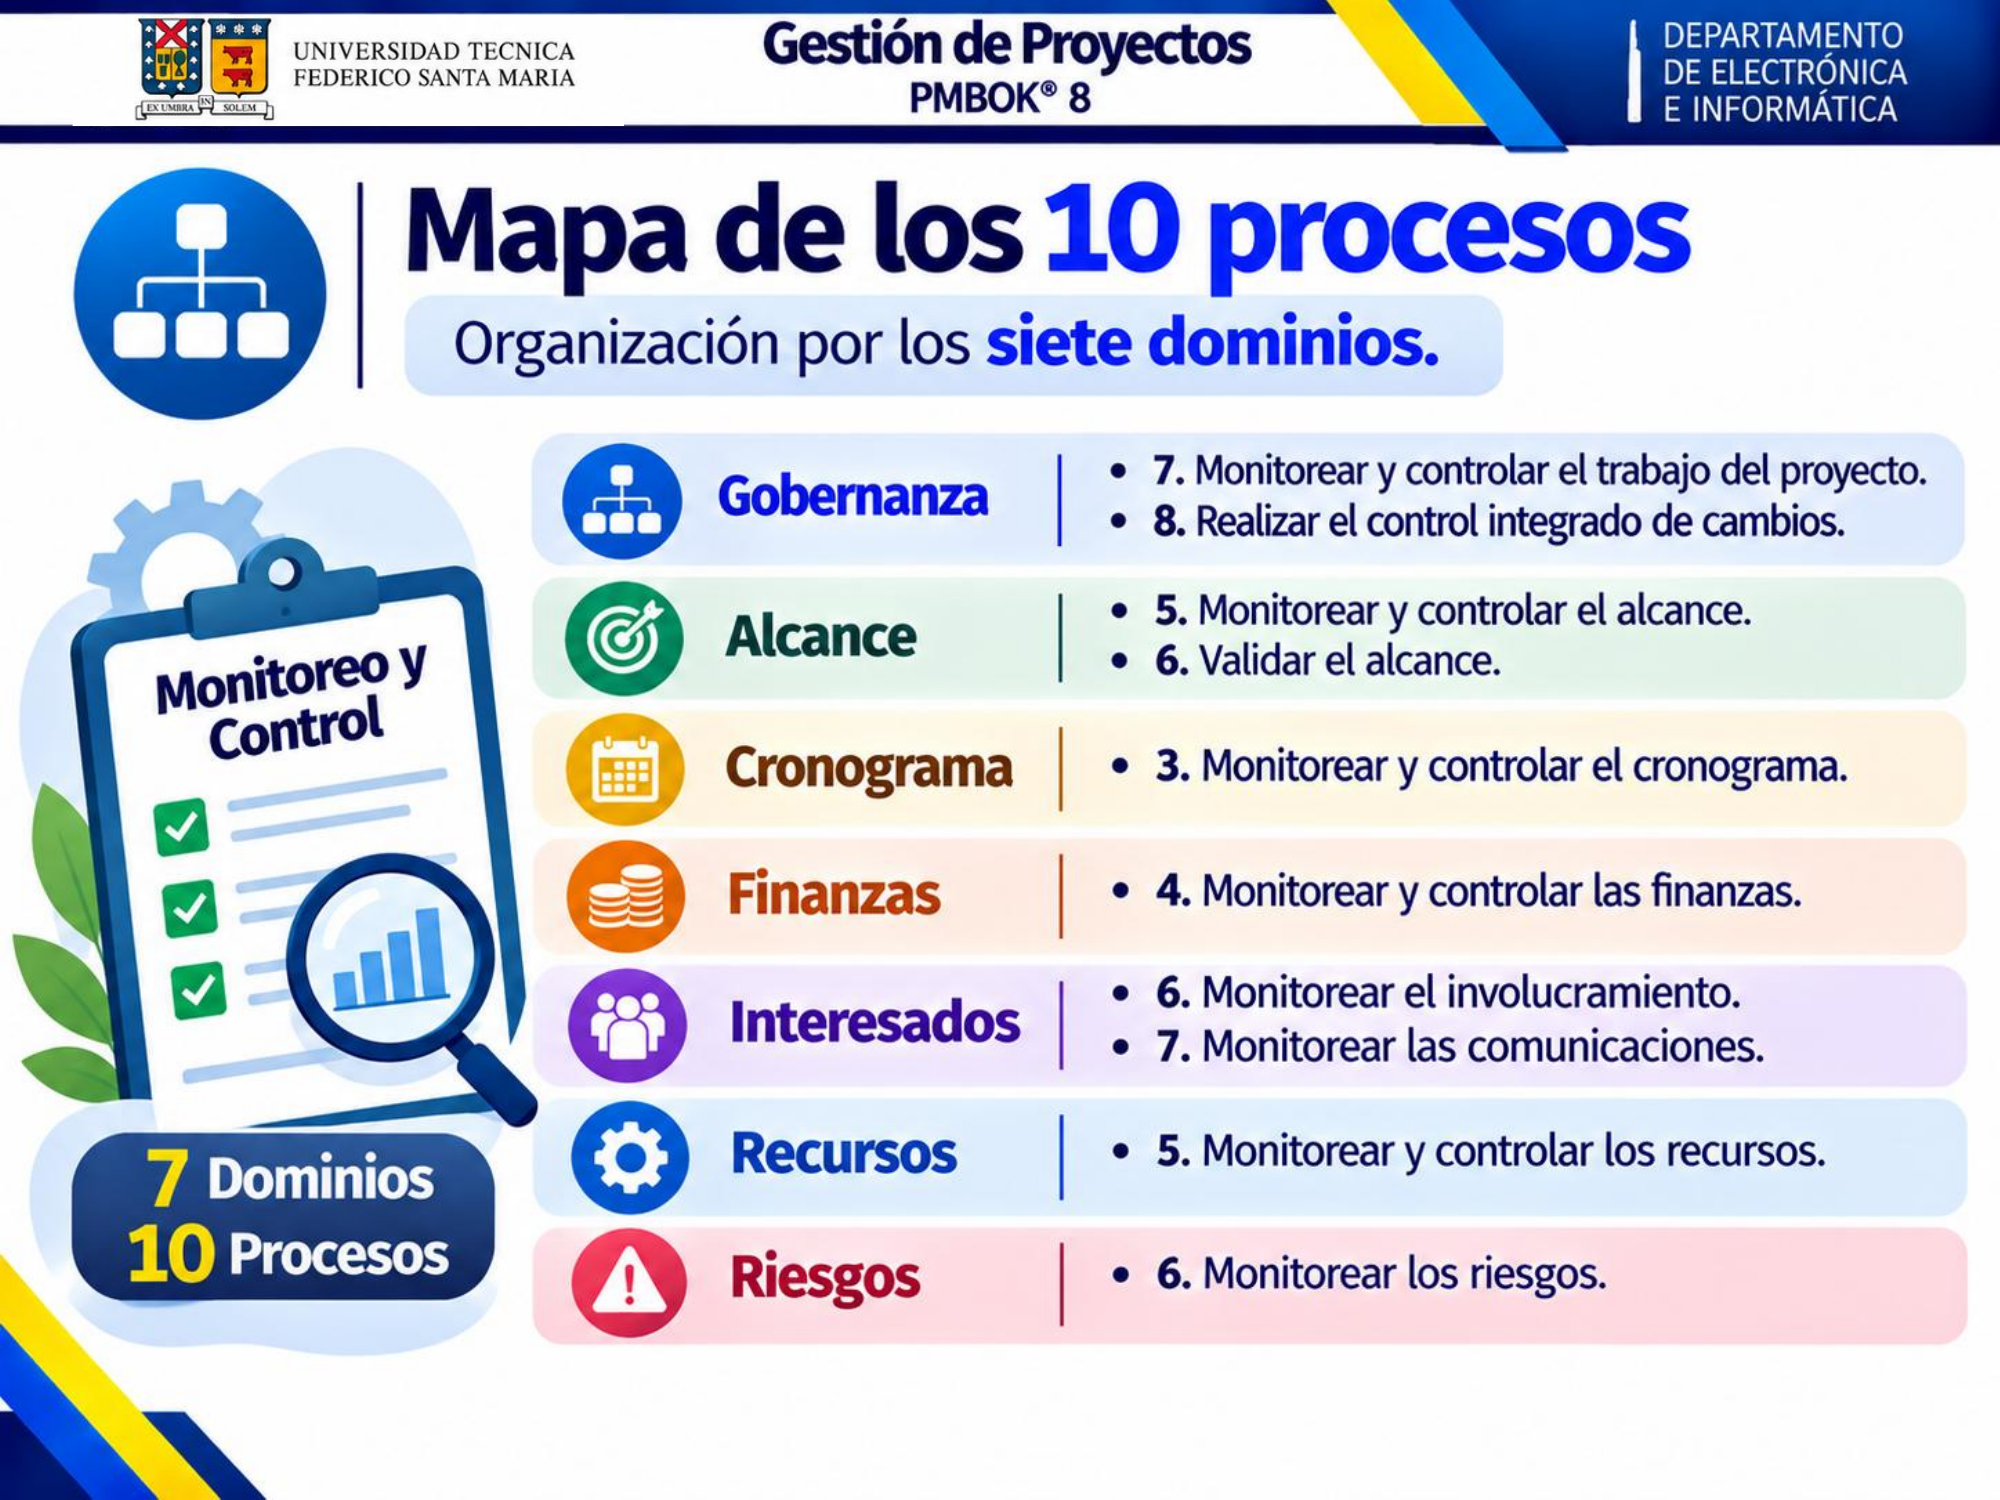 EX UMBRA IN SOLEM
UNIVERSIDAD TECNICA
FEDERICO SANTA MARIA
Gestión de Proyectos
PMBOK® 8
DEPARTAMENTO
DE ELECTRÓNICA
E INFORMÁTICA
Mapa de los 10 procesos
Organización por los siete dominios.
Monitoreo y
Control
7 Dominios
10 Procesos
Gobernanza
• 7. Monitorear y controlar el trabajo del proyecto.
• 8. Realizar el control integrado de cambios.
Alcance
• 5. Monitorear y controlar el alcance.
• 6. Validar el alcance.
Cronograma
• 3. Monitorear y controlar el cronograma.
Finanzas
• 4. Monitorear y controlar las finanzas.
Interesados
• 6. Monitorear el involucramiento.
• 7. Monitorear las comunicaciones.
Recursos
• 5. Monitorear y controlar los recursos.
Riesgos
• 6. Monitorear los riesgos.